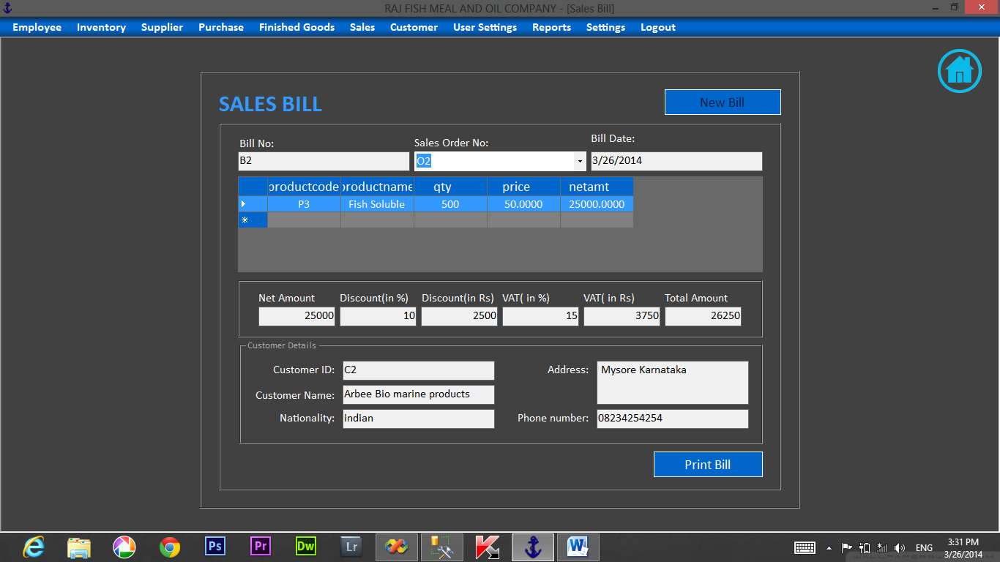 RAJ FISH MEAL AND OIL COMPANY - [Sales Bill]
Employee Inventory Supplier Purchase Finished Goods Sales Customer User Settings Reports Settings Logout
SALES BILL
New Bill
Bill No: Sales Order No: Bill Date:
B2 O2 3/26/2014
productcode productname qty price netamt
P3 Fish Soluble 500 50.0000 25000.0000
Net Amount Discount(in %) Discount(in Rs) VAT( in %) VAT( in Rs) Total Amount
25000 10 2500 15 3750 26250
Customer Details
Customer ID: C2 Address: Mysore Karnataka
Customer Name: Arbee Bio marine products
Nationality: indian Phone number: 08234254254
Print Bill
Ps Pr Dw Lr
ENG 3:31 PM
3/26/2014